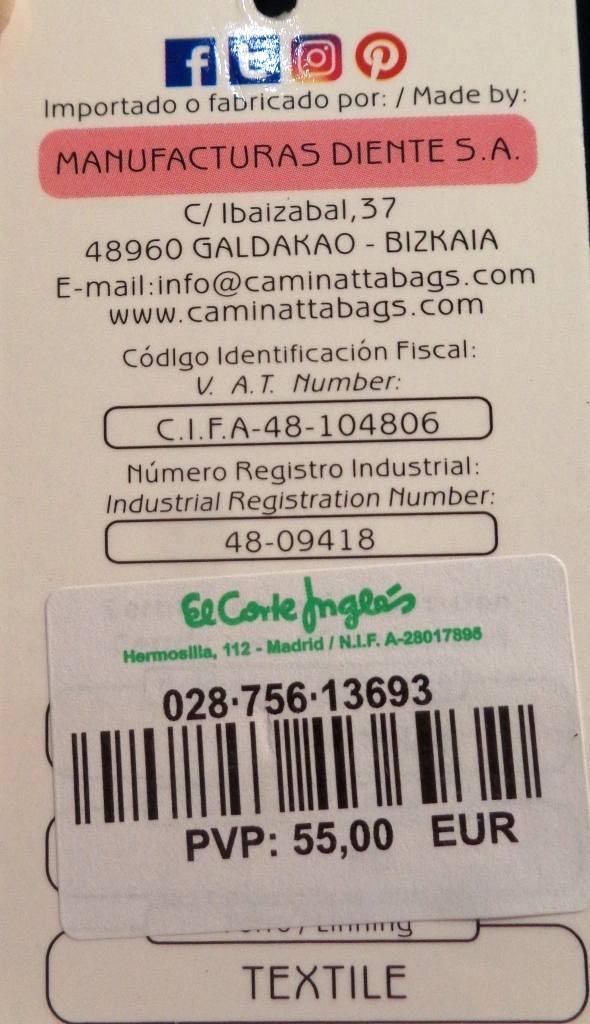 Importado o fabricado por: / Made by:
MANUFACTURAS DIENTE S.A.
C/ Ibaizabal,37
48960 GALDAKAO - BIZKAIA
E-mail:info@caminattabags.com
www.caminattabags.com
Código Identificación Fiscal:
V. A.T. Number:
C.I.F.A-48-104806
Número Registro Industrial:
Industrial Registration Number:
48-09418
El Corte Inglés
Hermosilla, 112 - Madrid / N.I.F. A-28017895
028·756·13693
PVP: 55,00 EUR
/ Linning
TEXTILE